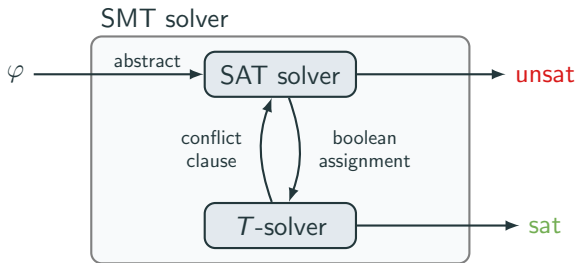 SMT solver
φ
abstract
SAT solver
unsat
conflict
clause
boolean
assignment
T-solver
sat